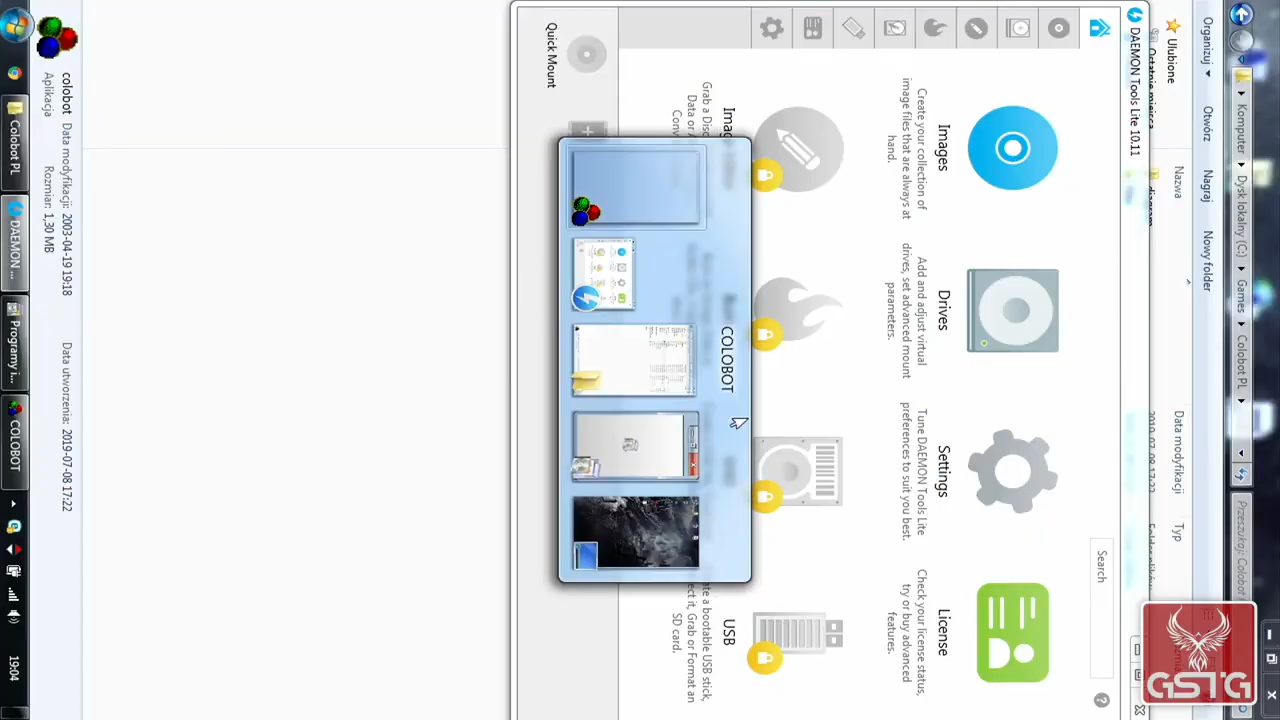 Komputer
Dysk lokalny (C:)
Games
Colobot PL
Organizuj
Otwórz
Nagraj
Nowy folder
Ulubione
Nazwa
Data modyfikacji
Typ
DAEMON Tools Lite 10.11
Search
Images
Create your collection of
image files that are always at
hand.
Drives
Add and adjust virtual
drives, set advanced mount
parameters.
Settings
Tune DAEMON Tools Lite
preferences to suit you best.
License
Check your license status,
try or buy advanced
features.
COLOBOT
USB
SD card.
Quick Mount
colobot
Data modyfikacji: 2003-04-19 19:18
Data utworzenia: 2019-07-08 17:22
Aplikacja
Rozmiar: 1,30 MB
Colobot PL
DAEMON ...
Programy i...
COLOBOT
19:04
GSTG